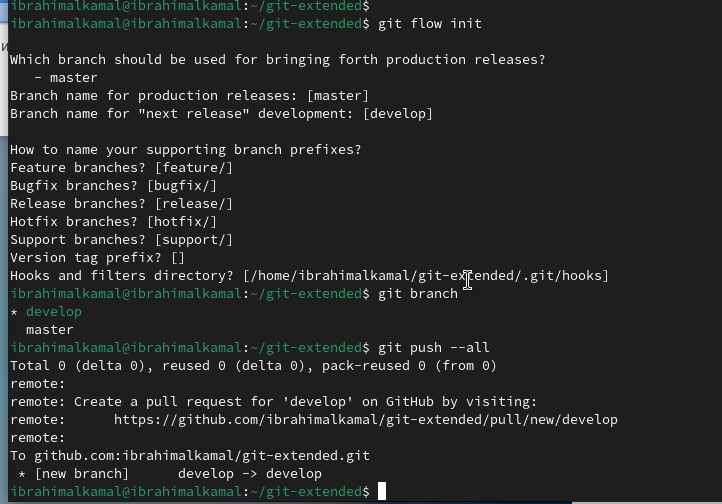 ibrahimalkamal@ibrahimalkamal:~/git-extended$
ibrahimalkamal@ibrahimalkamal:~/git-extended$ git flow init

Which branch should be used for bringing forth production releases?
   - master
Branch name for production releases: [master]
Branch name for "next release" development: [develop]

How to name your supporting branch prefixes?
Feature branches? [feature/]
Bugfix branches? [bugfix/]
Release branches? [release/]
Hotfix branches? [hotfix/]
Support branches? [support/]
Version tag prefix? []
Hooks and filters directory? [/home/ibrahimalkamal/git-extended/.git/hooks]
ibrahimalkamal@ibrahimalkamal:~/git-extended$ git branch
* develop
  master
ibrahimalkamal@ibrahimalkamal:~/git-extended$ git push --all
Total 0 (delta 0), reused 0 (delta 0), pack-reused 0 (from 0)
remote:
remote: Create a pull request for 'develop' on GitHub by visiting:
remote:      https://github.com/ibrahimalkamal/git-extended/pull/new/develop
remote:
To github.com:ibrahimalkamal/git-extended.git
 * [new branch]      develop -> develop
ibrahimalkamal@ibrahimalkamal:~/git-extended$